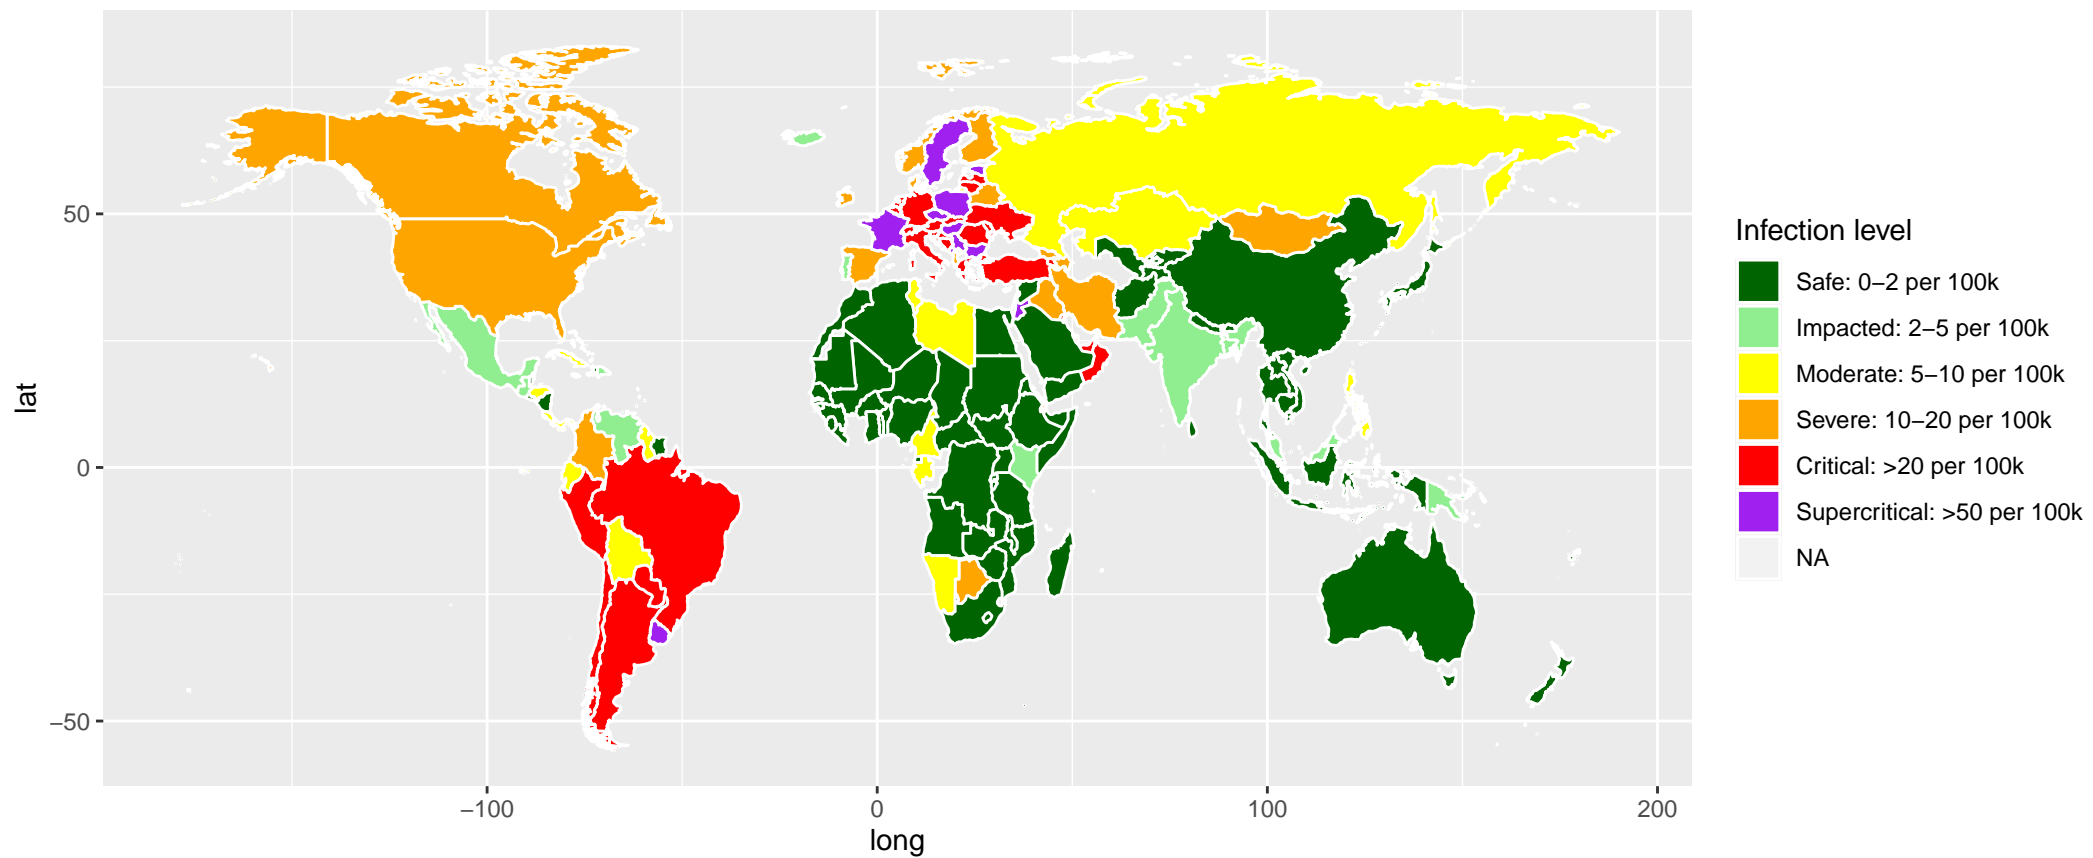 50
0
−50
lat
−100
0
100
200
long
Infection level
Safe: 0−2 per 100k
Impacted: 2−5 per 100k
Moderate: 5−10 per 100k
Severe: 10−20 per 100k
Critical: >20 per 100k
Supercritical: >50 per 100k
NA